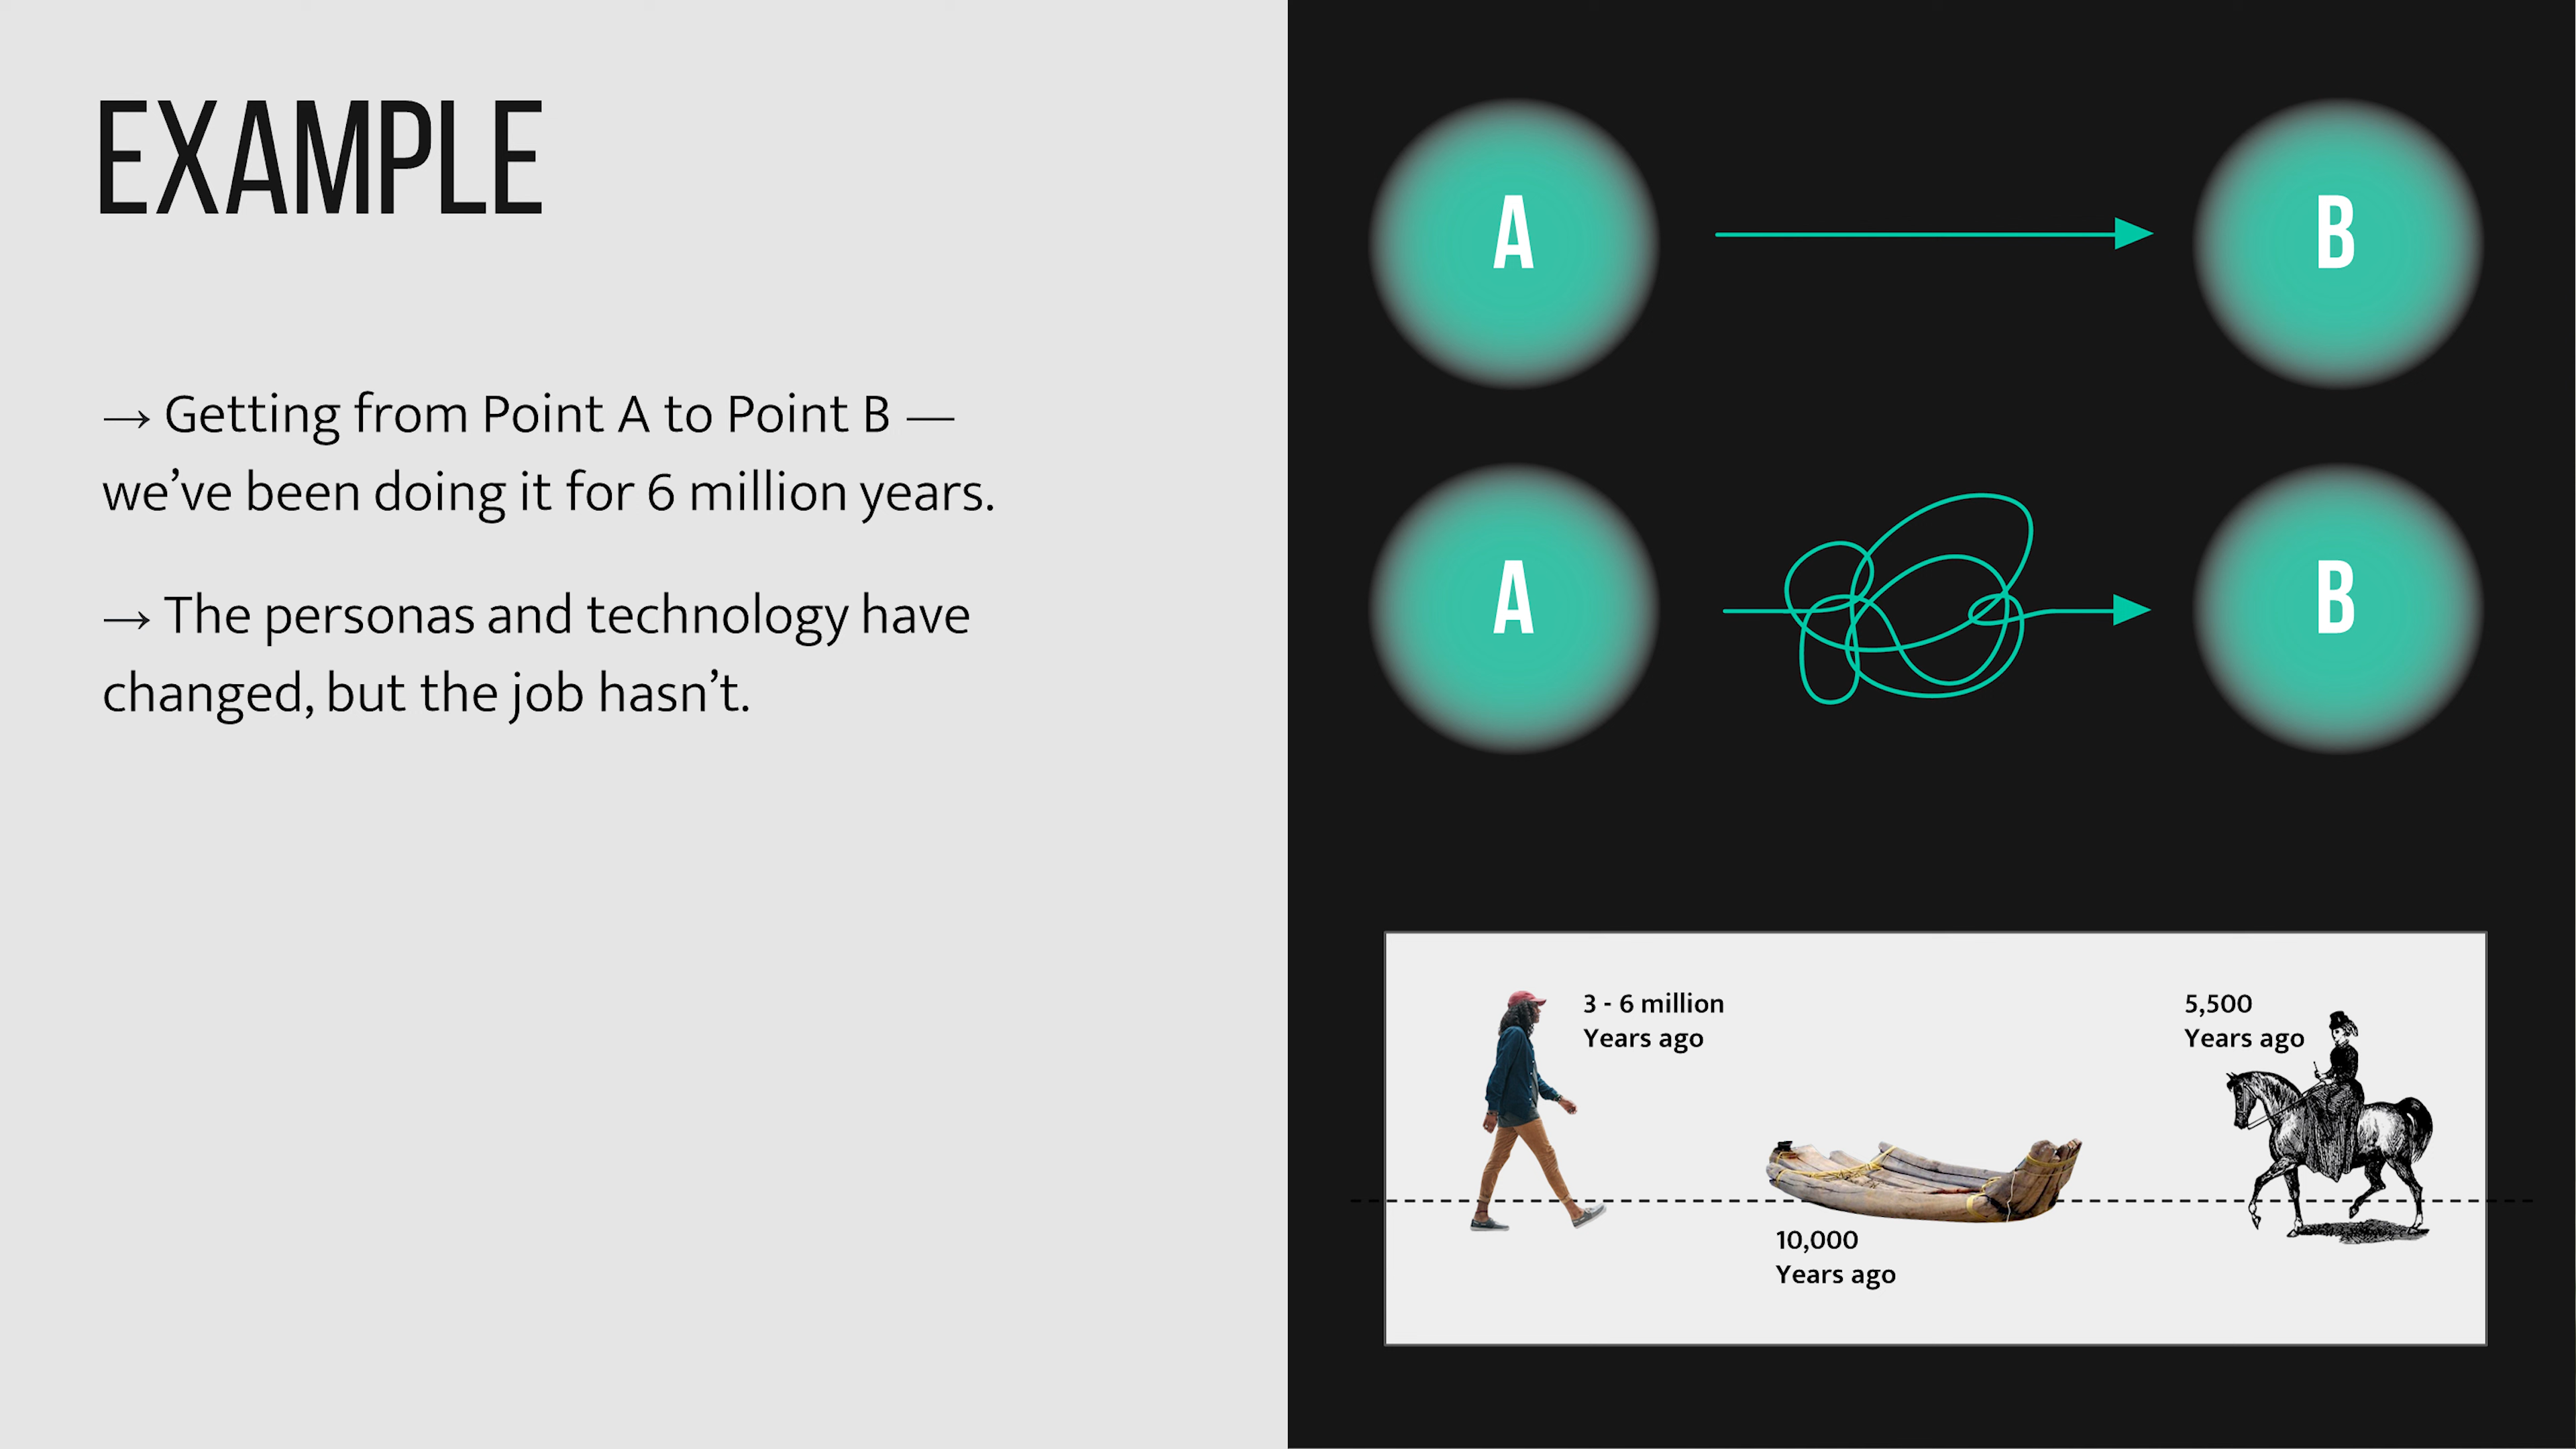 EXAMPLE
→ Getting from Point A to Point B —
we’ve been doing it for 6 million years.
→ The personas and technology have
changed, but the job hasn’t.
A
B
A
B
3 - 6 million
Years ago
10,000
Years ago
5,500
Years ago